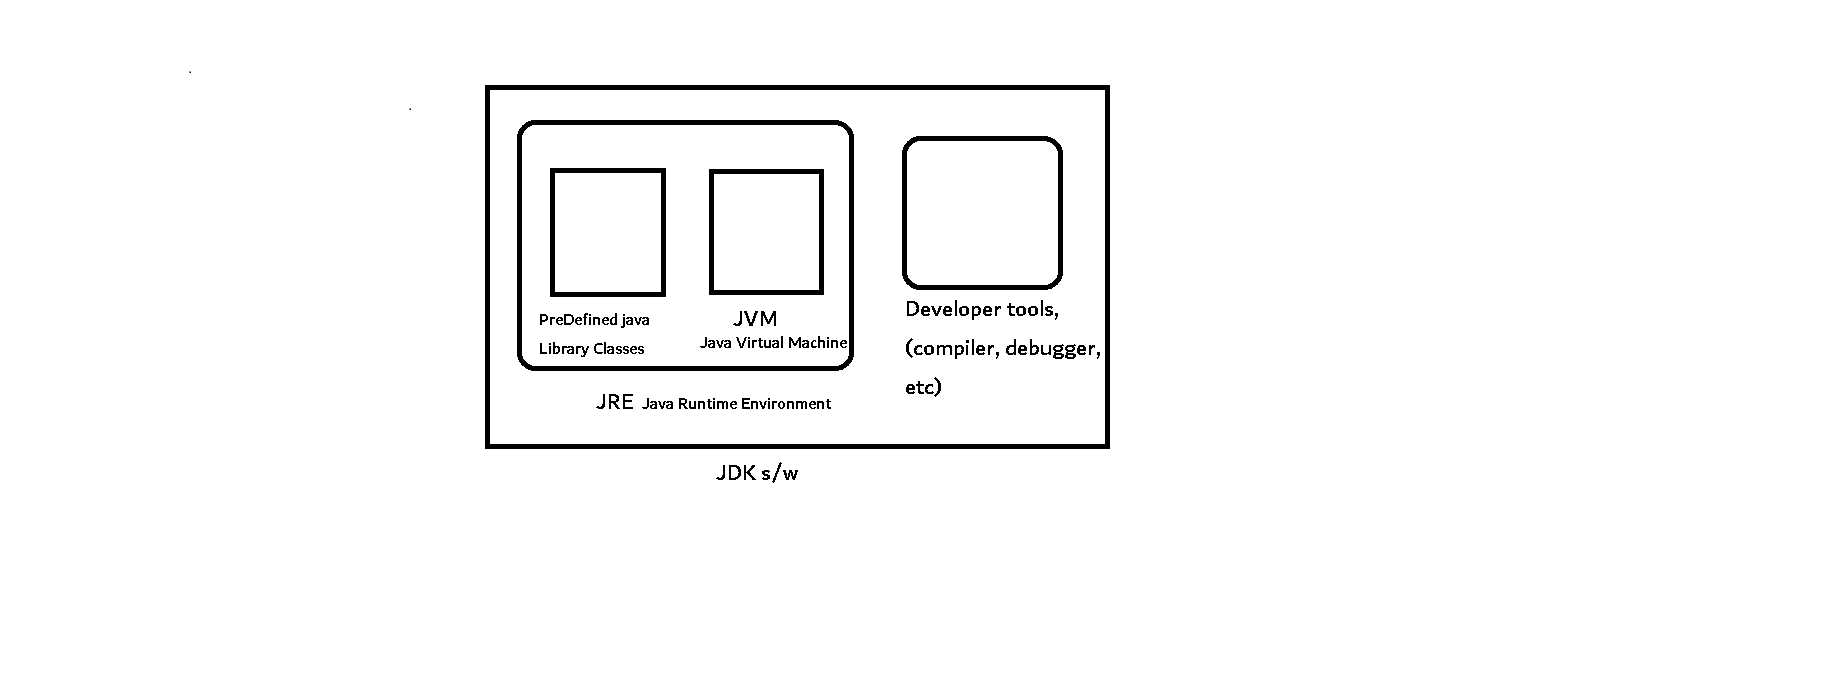 PreDefined java
Library Classes
JVM
Java Virtual Machine
JRE Java Runtime Environment
Developer tools,
(compiler, debugger,
etc)
JDK s/w